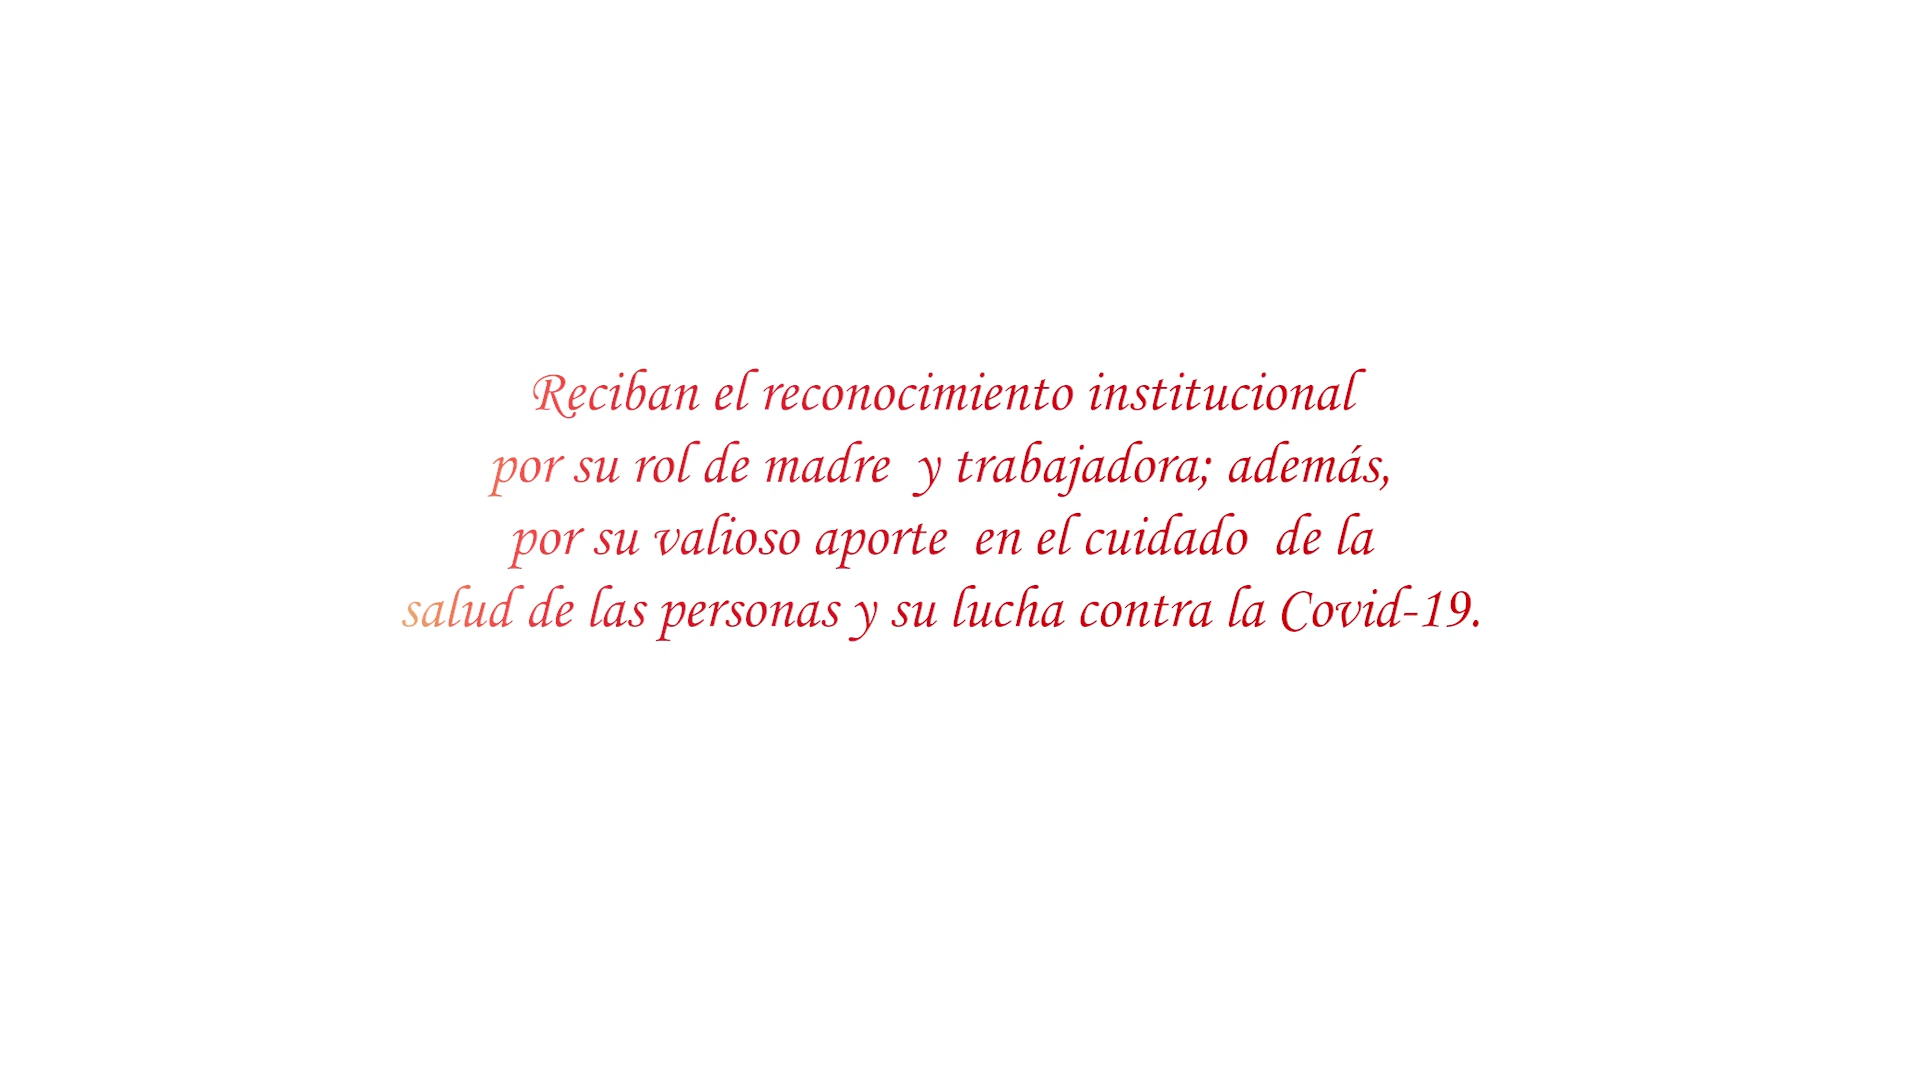 Reciban el reconocimiento institucional
por su rol de madre y trabajadora; además,
por su valioso aporte en el cuidado de la
salud de las personas y su lucha contra la Covid-19.